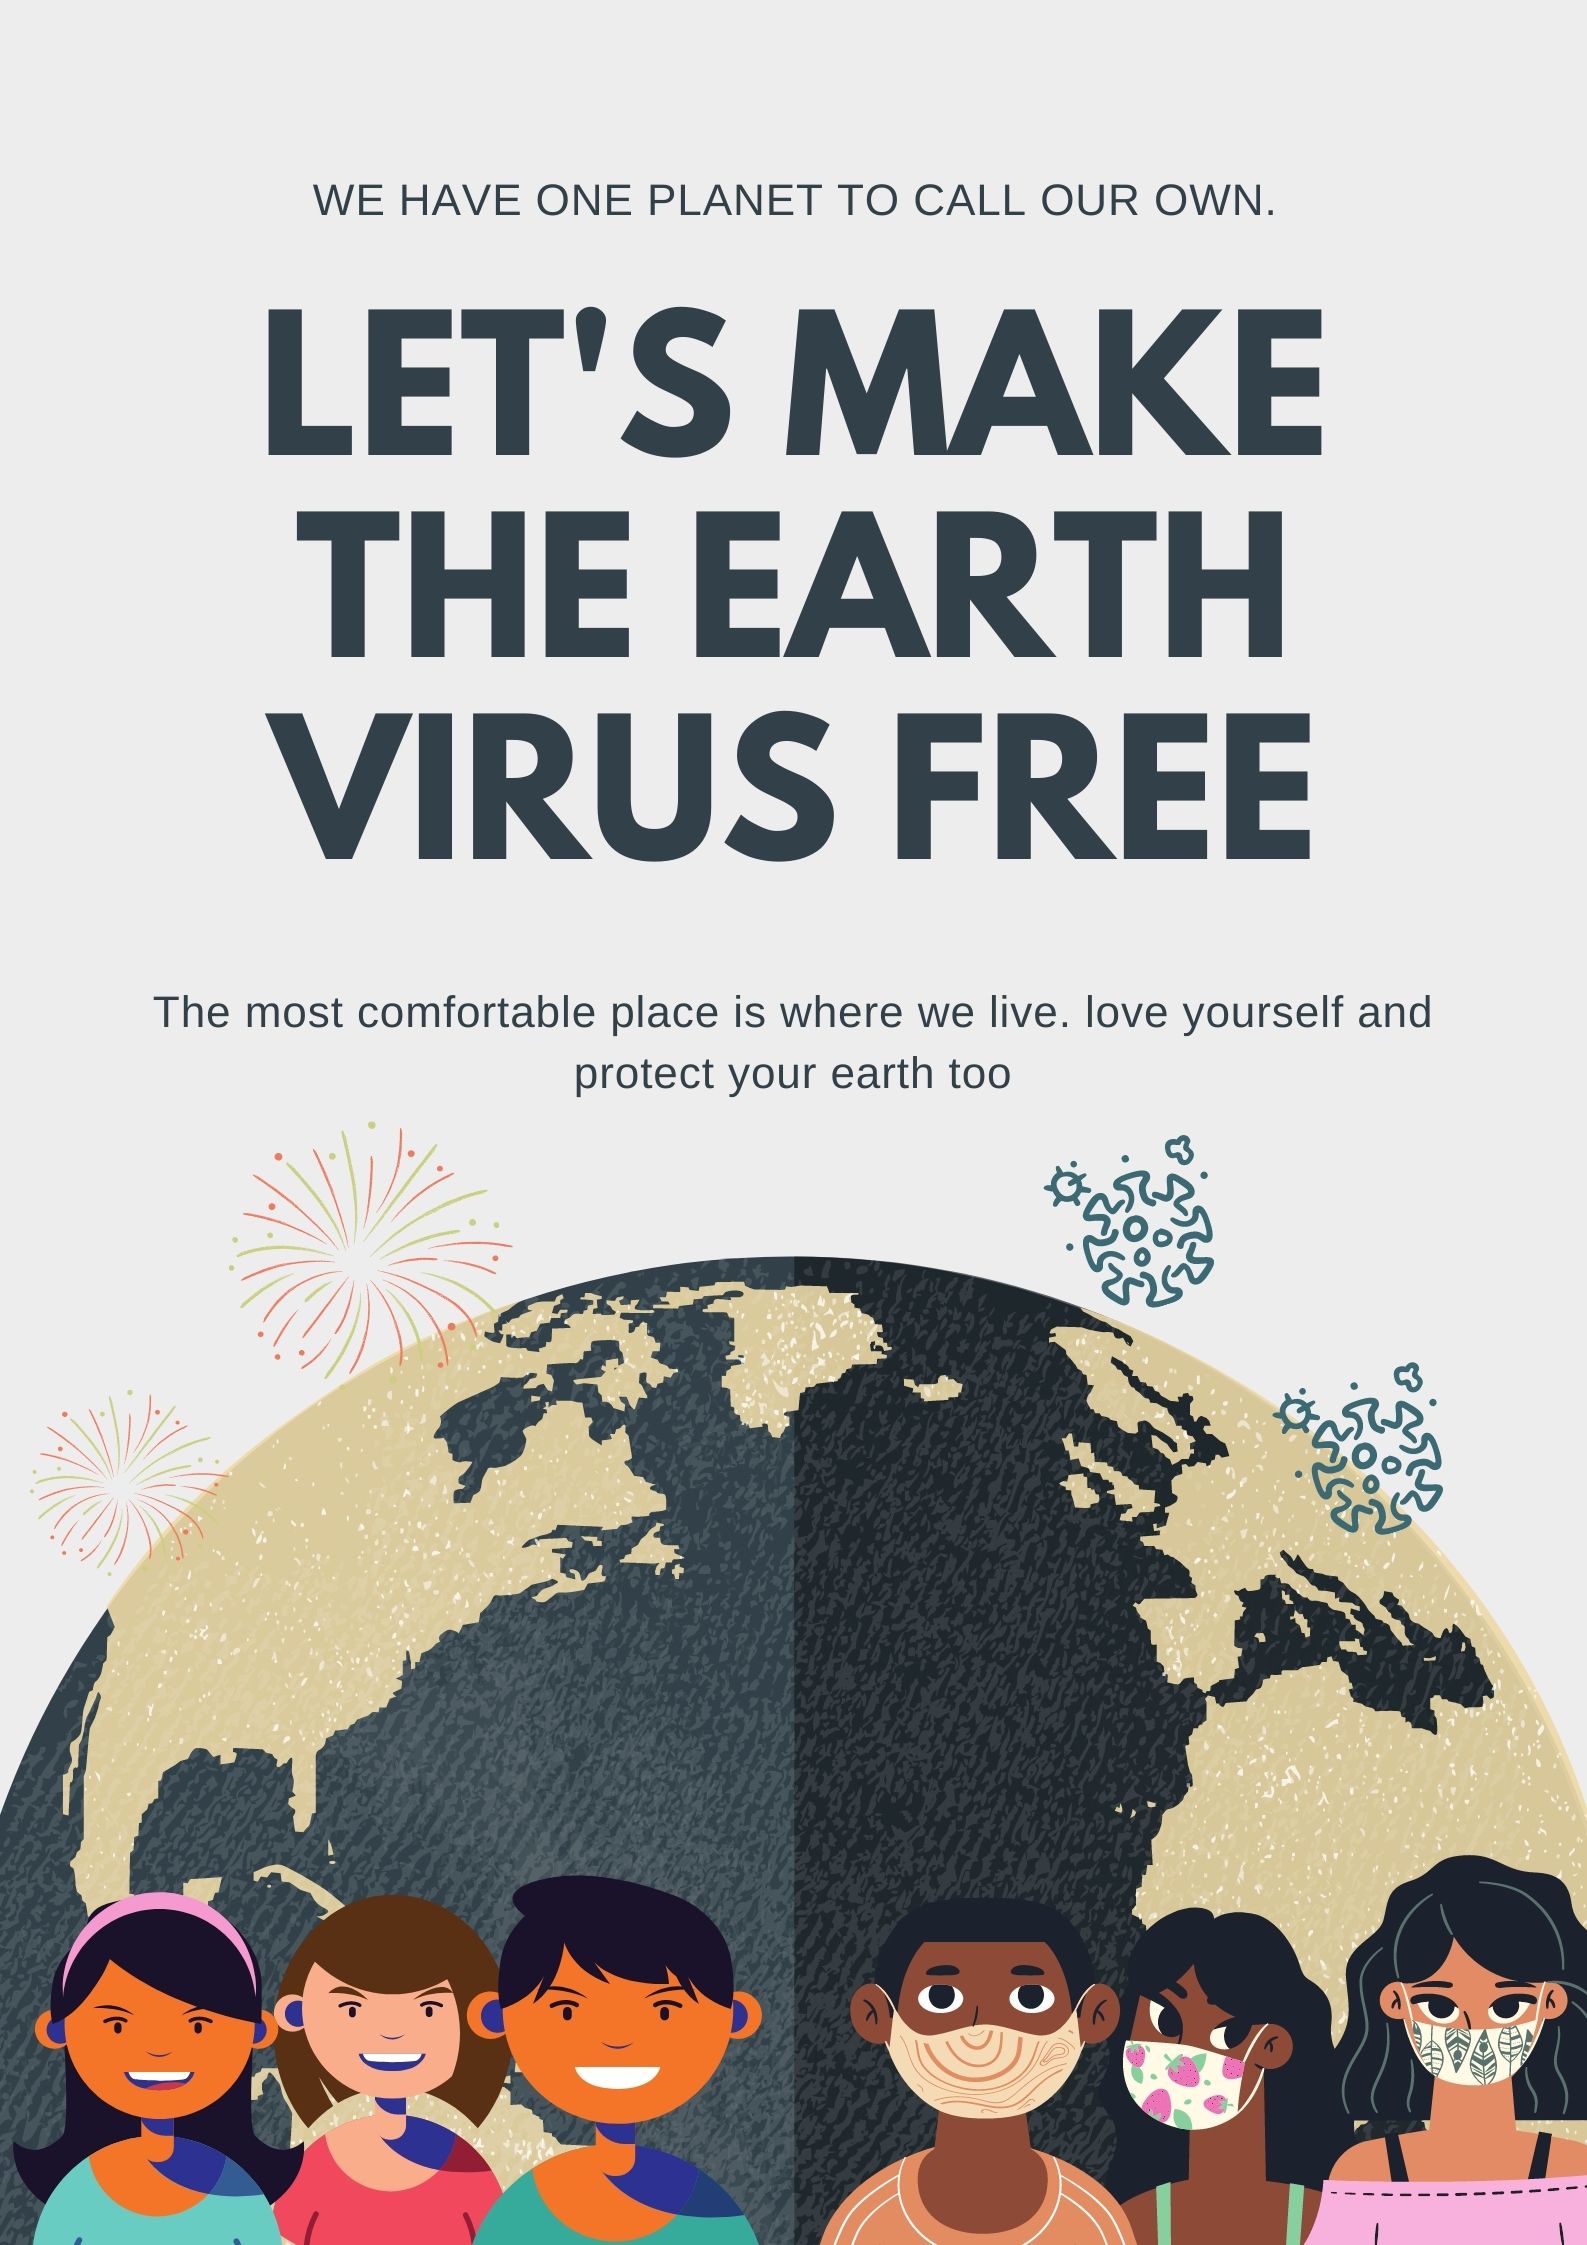 WE HAVE ONE PLANET TO CALL OUR OWN.
LET'S MAKE
THE EARTH
VIRUS FREE
The most comfortable place is where we live. love yourself and
protect your earth too